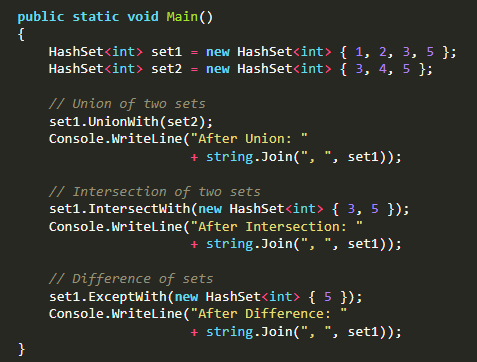 public static void Main()
{
    HashSet<int> set1 = new HashSet<int> { 1, 2, 3, 5 };
    HashSet<int> set2 = new HashSet<int> { 3, 4, 5 };

    // Union of two sets
    set1.UnionWith(set2);
    Console.WriteLine("After Union: "
                      + string.Join(", ", set1));

    // Intersection of two sets
    set1.IntersectWith(new HashSet<int> { 3, 5 });
    Console.WriteLine("After Intersection: "
                      + string.Join(", ", set1));

    // Difference of sets
    set1.ExceptWith(new HashSet<int> { 5 });
    Console.WriteLine("After Difference: "
                      + string.Join(", ", set1));
}